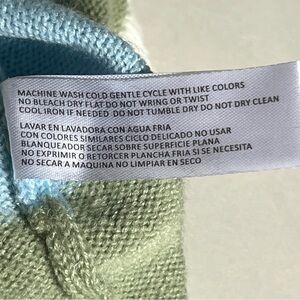 MACHINE WASH COLD GENTLE CYCLE WITH LIKE COLORS
NO BLEACH DRY FLAT DO NOT WRING OR TWIST
COOL IRON IF NEEDED DO NOT TUMBLE DRY DO NOT DRY CLEAN
LAVAR EN LAVADORA CON AGUA FRIA
CON COLORES SIMILARES CICLO DELICADO NO USAR
BLANQUEADOR SECAR SOBRE SUPERFICIE PLANA
NO EXPRIMIR O RETORCER PLANCHA FRIA SI SE NECESITA
NO SECAR A MAQUINA NO LIMPIAR EN SECO